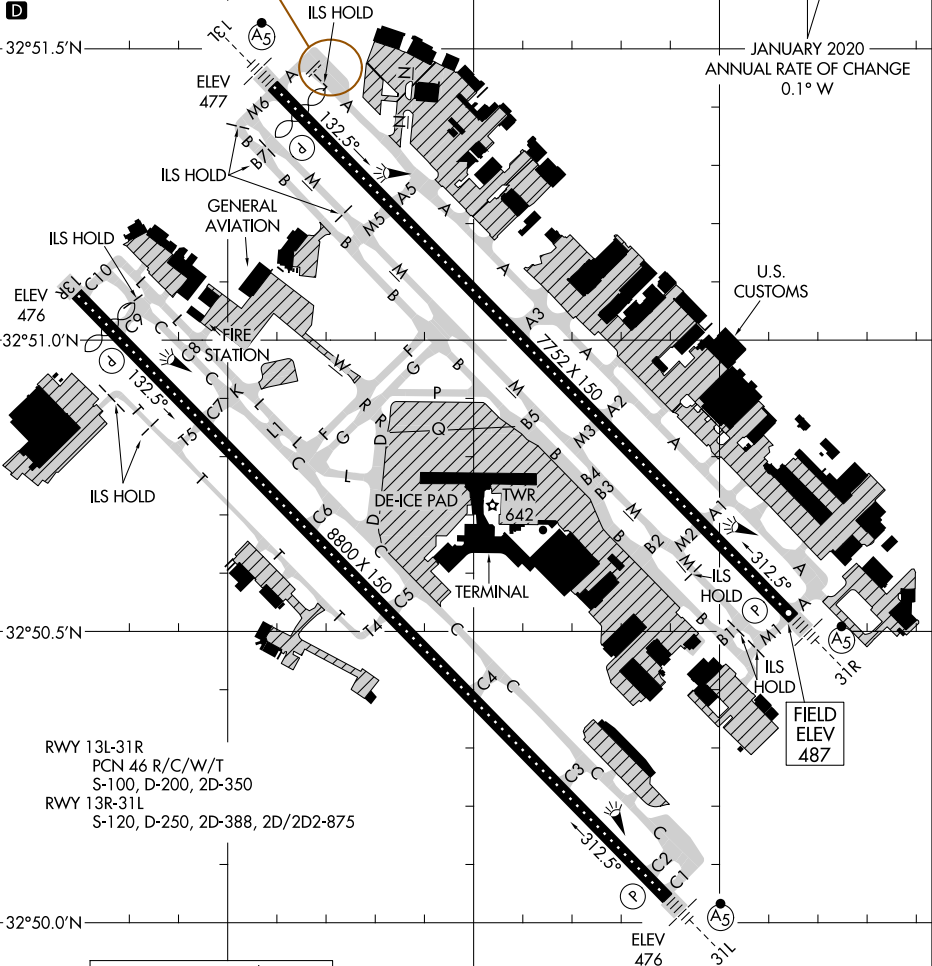 D
ILS HOLD
A5
13L
32°51.5'N
JANUARY 2020
ANNUAL RATE OF CHANGE
0.1° W
ELEV
477
A
N
A
M6
132.5°
N
P
B
B7
ILS HOLD
B
M
A5
A
GENERAL
AVIATION
M5
B
ILS HOLD
M
A
U.S.
CUSTOMS
C10
B
13R
ELEV
476
L
A3
C9
C
L
FIRE
STATION
32°51.0'N
7752 X 150
A
C8
F
G
B
W
P
132.5°
C
K
M
P
T
C7
L
R
R
A2
Q
B5
T5
L1
L
F
G
D
M3
A
C
B
ILS HOLD
L
B4
T
DE-ICE PAD
TWR
642
B3
D
C6
M
A1
8800 X 150
B
B2
M2
C
T
M
312.5°
TERMINAL
ILS
HOLD
A
C5
P
A
T
B
32°50.5'N
T4
C
B1
M1
A5
31R
C4
C
ILS
HOLD
FIELD
ELEV
487
RWY 13L-31R
PCN 46 R/C/W/T
S-100, D-200, 2D-350
RWY 13R-31L
S-120, D-250, 2D-388, 2D/2D2-875
C3
C
C
312.5°
C2
C1
P
A5
32°50.0'N
ELEV
476
31L